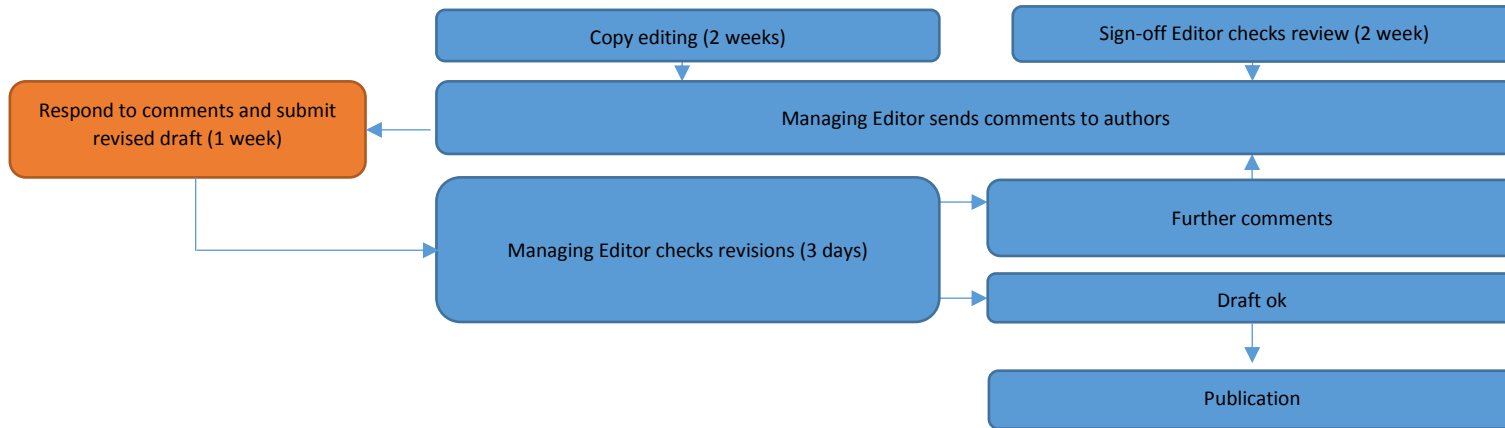 Copy editing (2 weeks)
Sign-off Editor checks review (2 week)
Respond to comments and submit
revised draft (1 week)
Managing Editor sends comments to authors
Managing Editor checks revisions (3 days)
Further comments
Draft ok
Publication